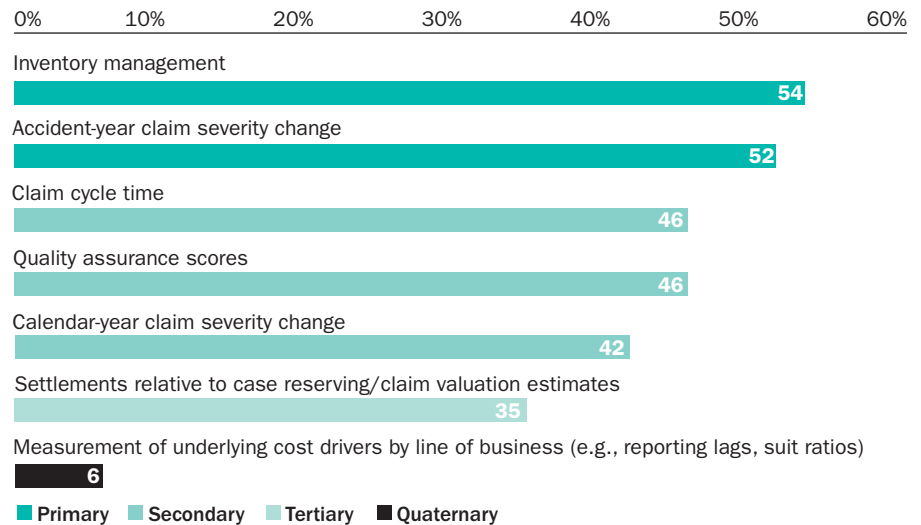 0% 10% 20% 30% 40% 50% 60%
Inventory management
54
Accident-year claim severity change
52
Claim cycle time
46
Quality assurance scores
46
Calendar-year claim severity change
42
Settlements relative to case reserving/claim valuation estimates
35
Measurement of underlying cost drivers by line of business (e.g., reporting lags, suit ratios)
6
Primary Secondary Tertiary Quaternary